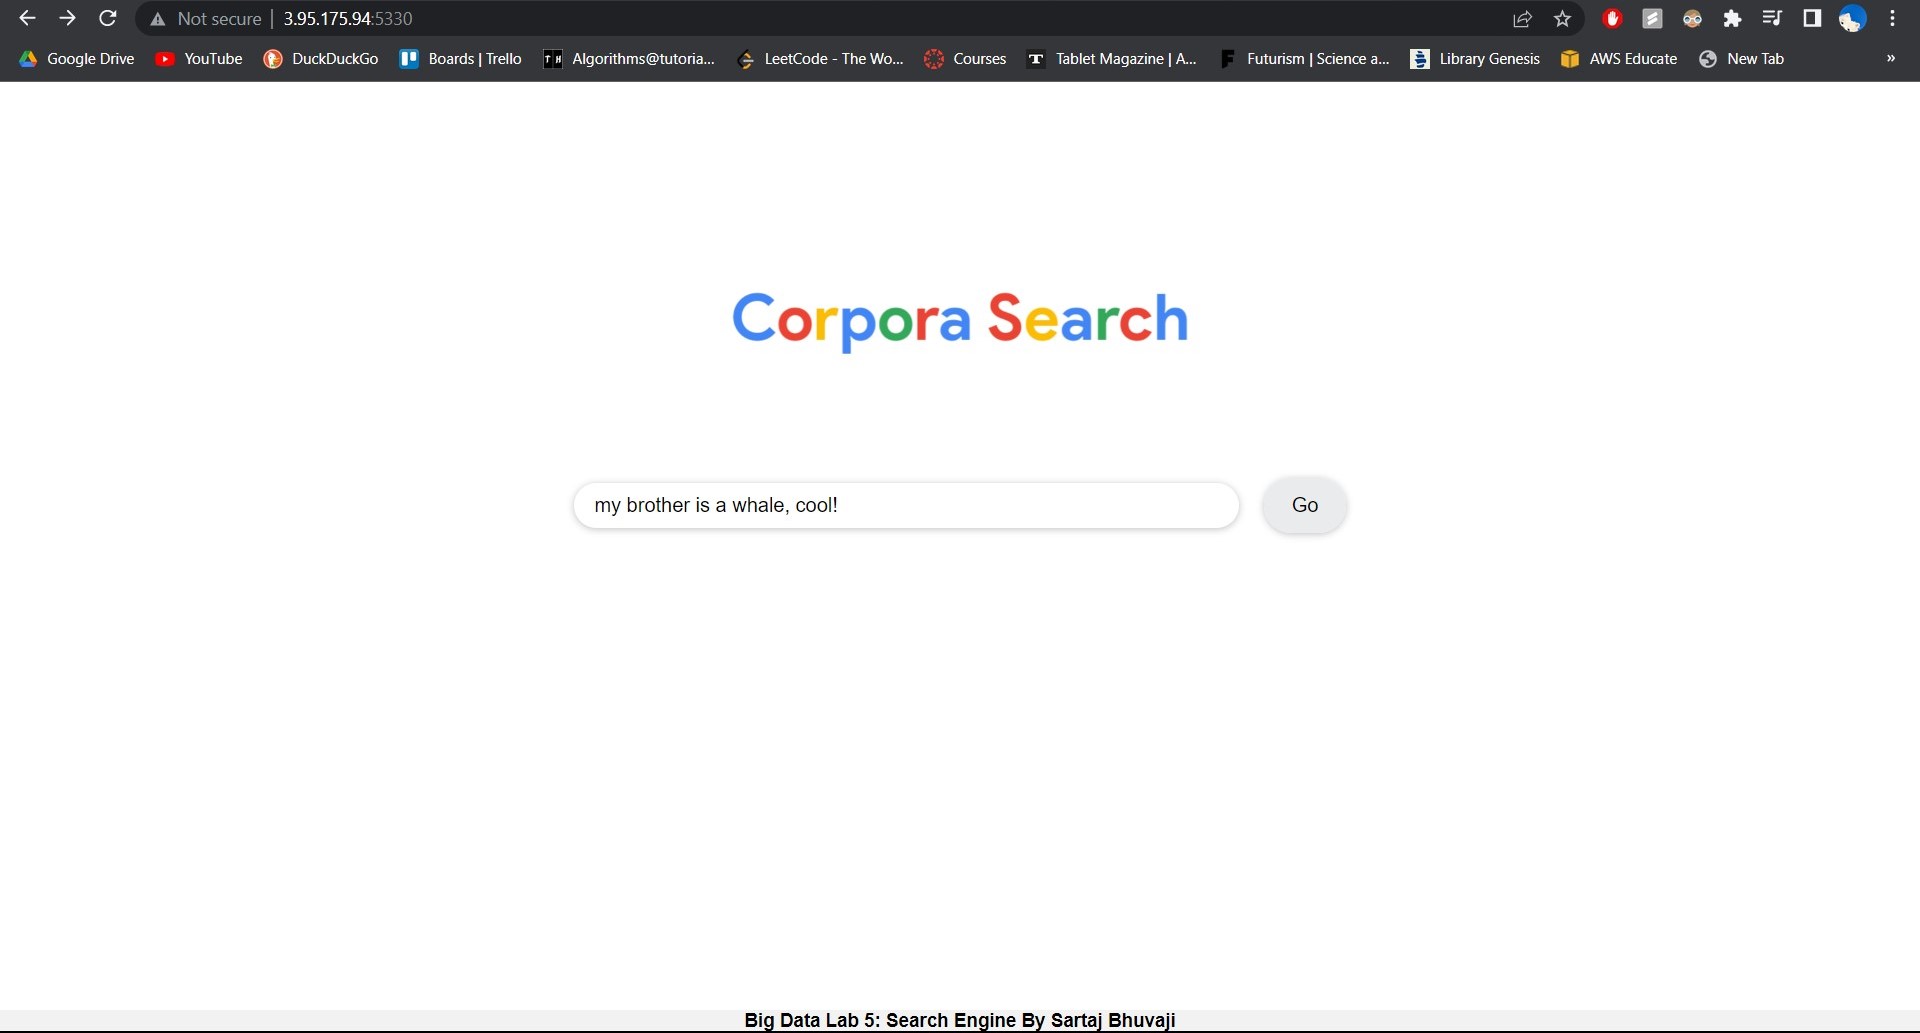 Not secure | 3.95.175.94:5330
Google Drive YouTube DuckDuckGo Boards | Trello Algorithms@tutoria... LeetCode - The Wo... Courses Tablet Magazine | A... Futurism | Science a... Library Genesis AWS Educate New Tab »
Corpora Search
my brother is a whale, cool! Go
Big Data Lab 5: Search Engine By Sartaj Bhuvaji